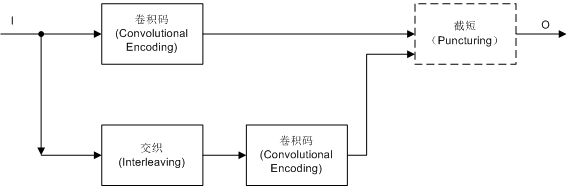 I
卷积码
(Convolutional
Encoding)
截短
（Puncturing）
O
交织
(Interleaving)
卷积码
(Convolutional
Encoding)